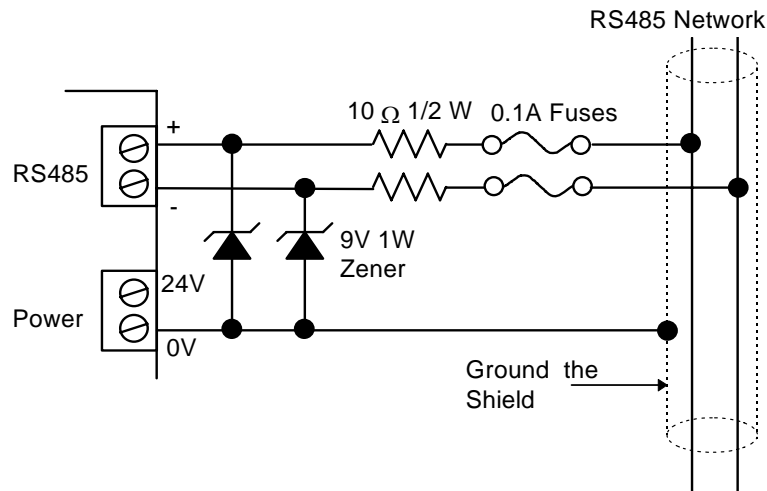 RS485 Network
+
10 Ω 1/2 W
0.1A Fuses
RS485
-
9V 1W
Zener
24V
Power
0V
Ground the
Shield